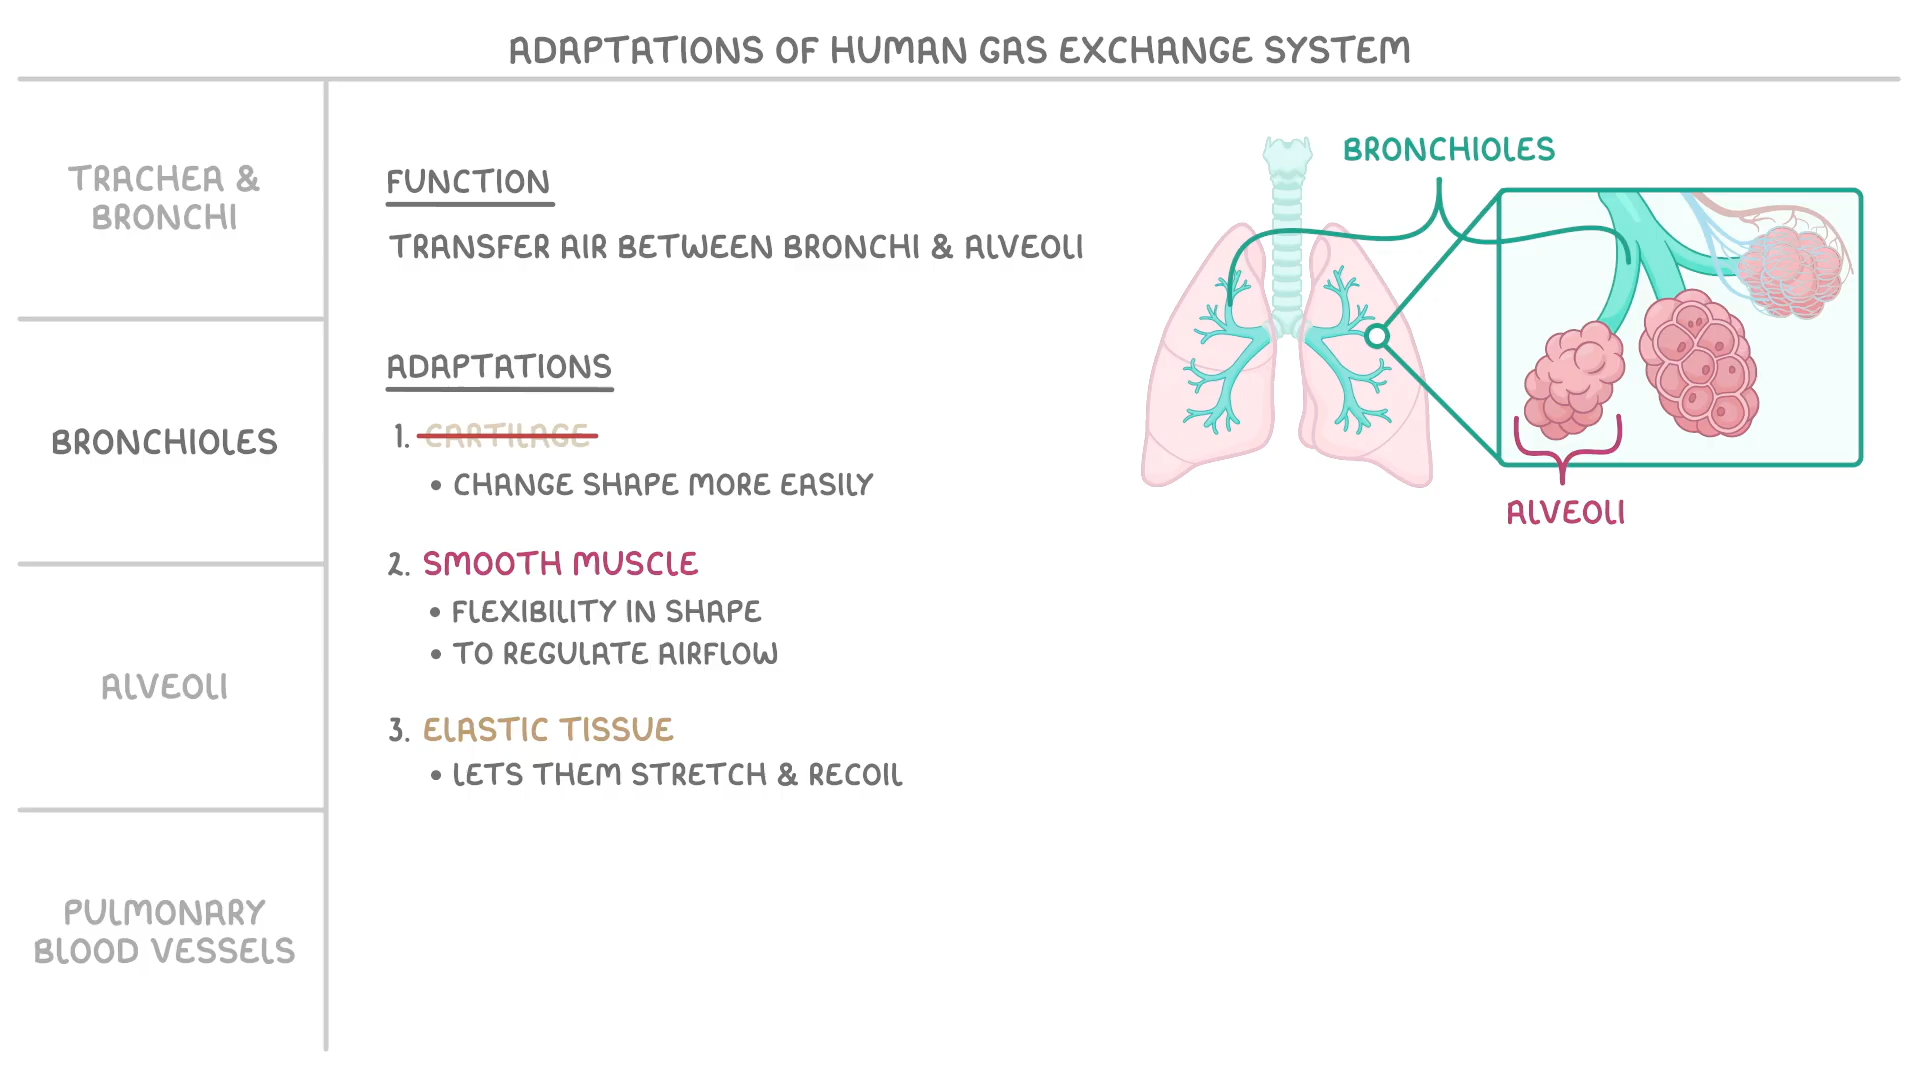 ADAPTATIONS OF HUMAN GAS EXCHANGE SYSTEM
TRACHEA &
BRONCHI
BRONCHIOLES
ALVEOLI
PULMONARY
BLOOD VESSELS
FUNCTION
TRANSFER AIR BETWEEN BRONCHI & ALVEOLI
ADAPTATIONS
1. CARTILAGE
• CHANGE SHAPE MORE EASILY
2. SMOOTH MUSCLE
• FLEXIBILITY IN SHAPE
• TO REGULATE AIRFLOW
3. ELASTIC TISSUE
• LETS THEM STRETCH & RECOIL
BRONCHIOLES
ALVEOLI